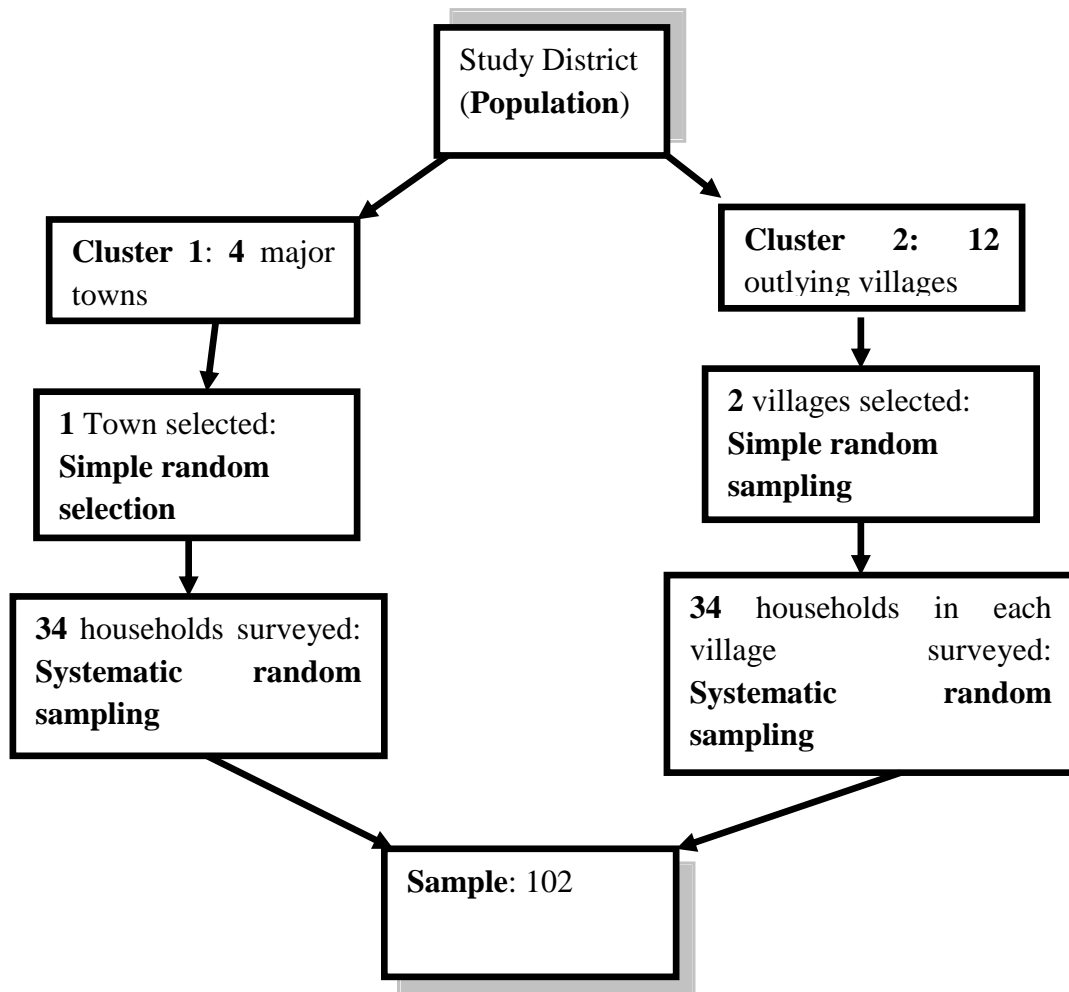 Study District
(Population)
Cluster 1: 4 major
towns
Cluster 2: 12
outlying villages
1 Town selected:
Simple random
selection
2 villages selected:
Simple random
sampling
34 households surveyed:
Systematic random
sampling
34 households in each
village surveyed:
Systematic random
sampling
Sample: 102